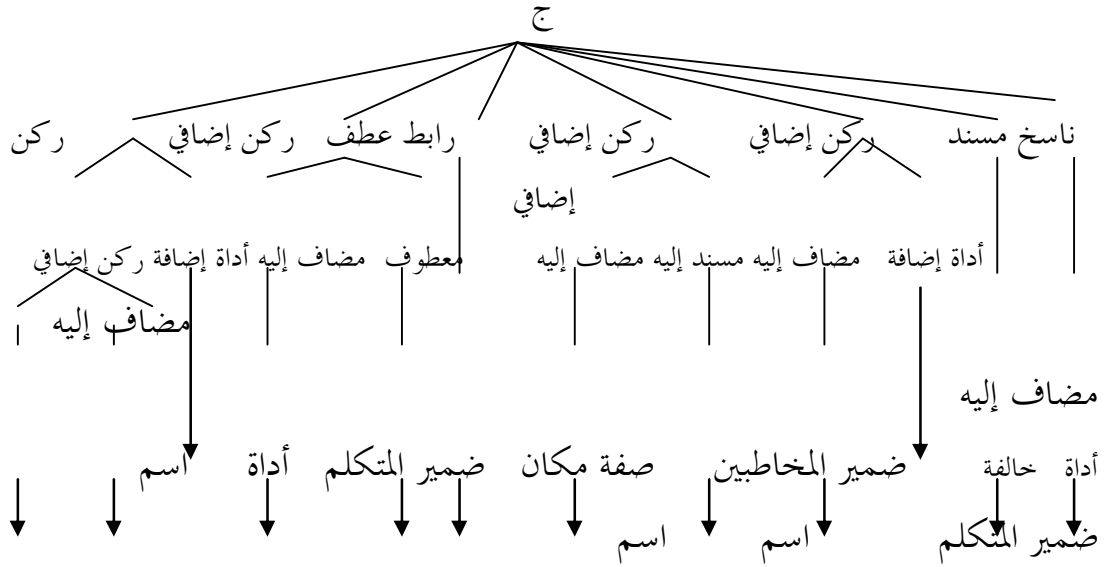 ج
ناسخ مسند ركن إضافي ركن إضافي رابط عطف ركن إضافي ركن
إضافي
أداة إضافة مضاف إليه مسند إليه مضاف إليه معطوف مضاف إليه أداة إضافة ركن إضافي
مضاف إليه
مضاف إليه
أداة خالفة ضمير المخاطبين صفة مكان ضمير المتكلم أداة اسم
ضمير المتكلم اسم اسم